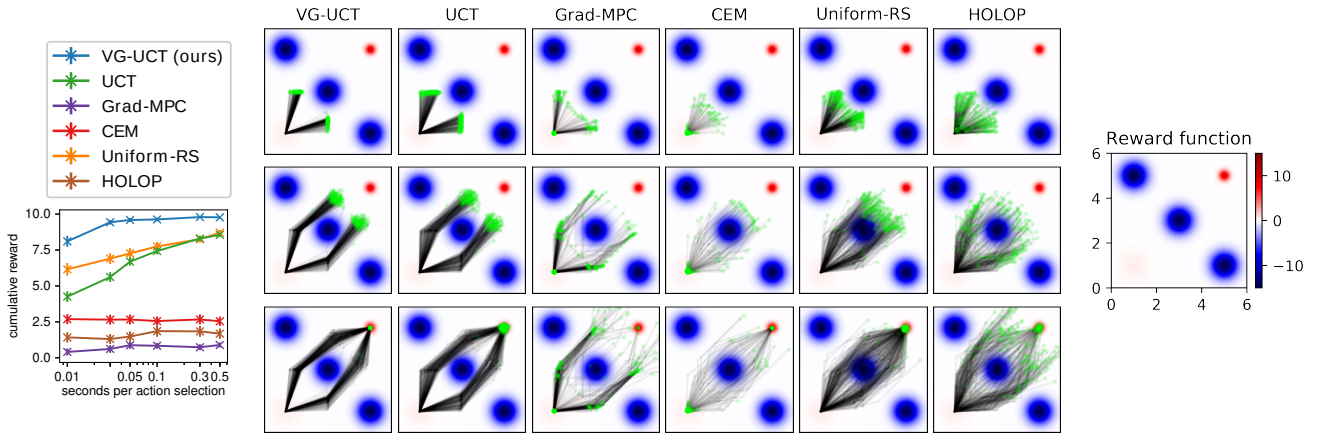 VG-UCT (ours)
UCT
Grad-MPC
CEM
Uniform-RS
HOLOP
cumulative reward
10.0
7.5
5.0
2.5
0.0
0.01
0.05
0.1
0.3
0.5
seconds per action selection
VG-UCT
UCT
Grad-MPC
CEM
Uniform-RS
HOLOP
Reward function
6
4
2
0
0
2
4
6
10
0
−10